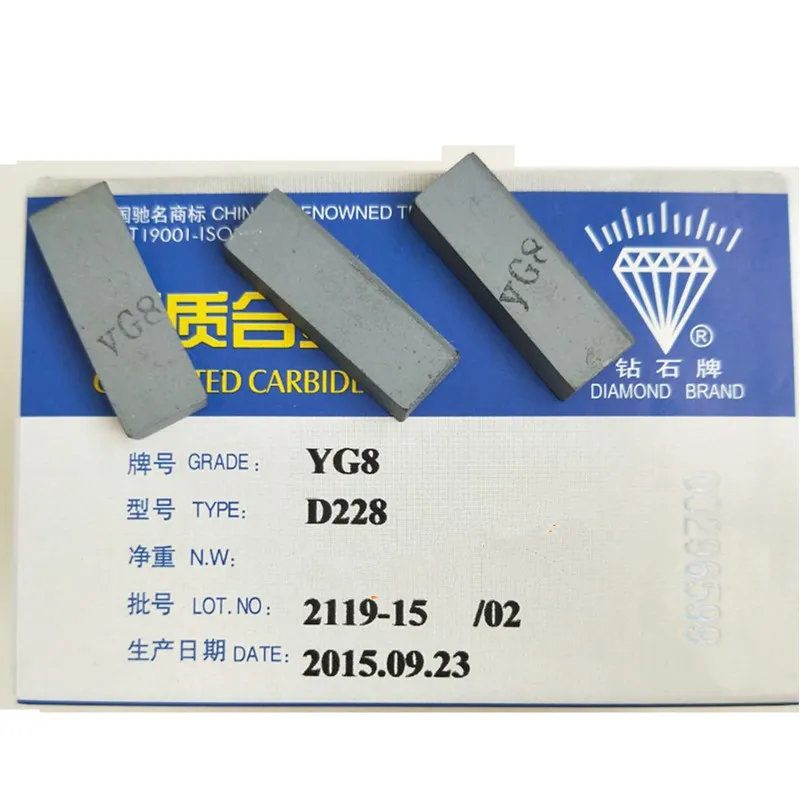 国驰名商标 CHIN ENOWNED T
T19001-ISO
质合
TED CARBIDE
YG8
YG8
®
钻石牌
DIAMOND BRAND
牌号 GRADE: YG8
型号 TYPE: D228
净重 N.W:
批号 LOT.NO: 2119-15 /02
生产日期 DATE: 2015.09.23